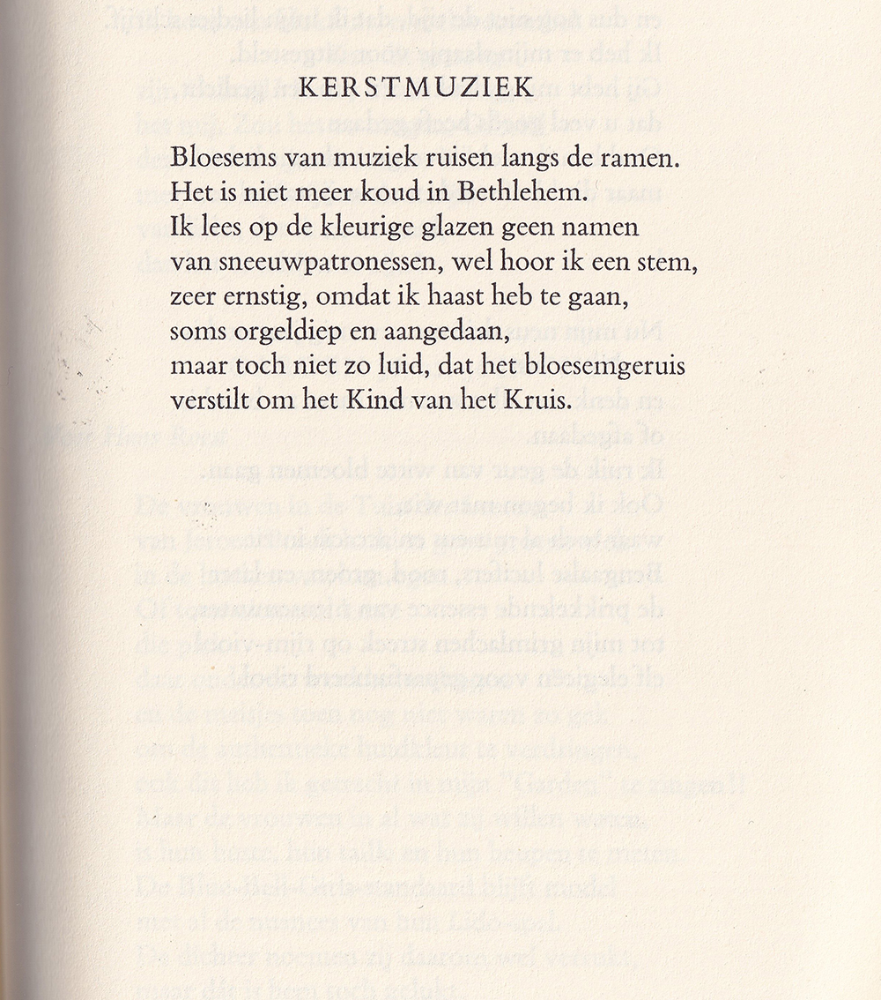 KERSTMUZIEK
Bloesems van muziek ruisen langs de ramen.
Het is niet meer koud in Bethlehem.
Ik lees op de kleurige glazen geen namen
van sneeuwpatronessen, wel hoor ik een stem,
zeer ernstig, omdat ik haast heb te gaan,
soms orgeldiep en aangedaan,
maar toch niet zo luid, dat het bloesemgeruis
verstilt om het Kind van het Kruis.